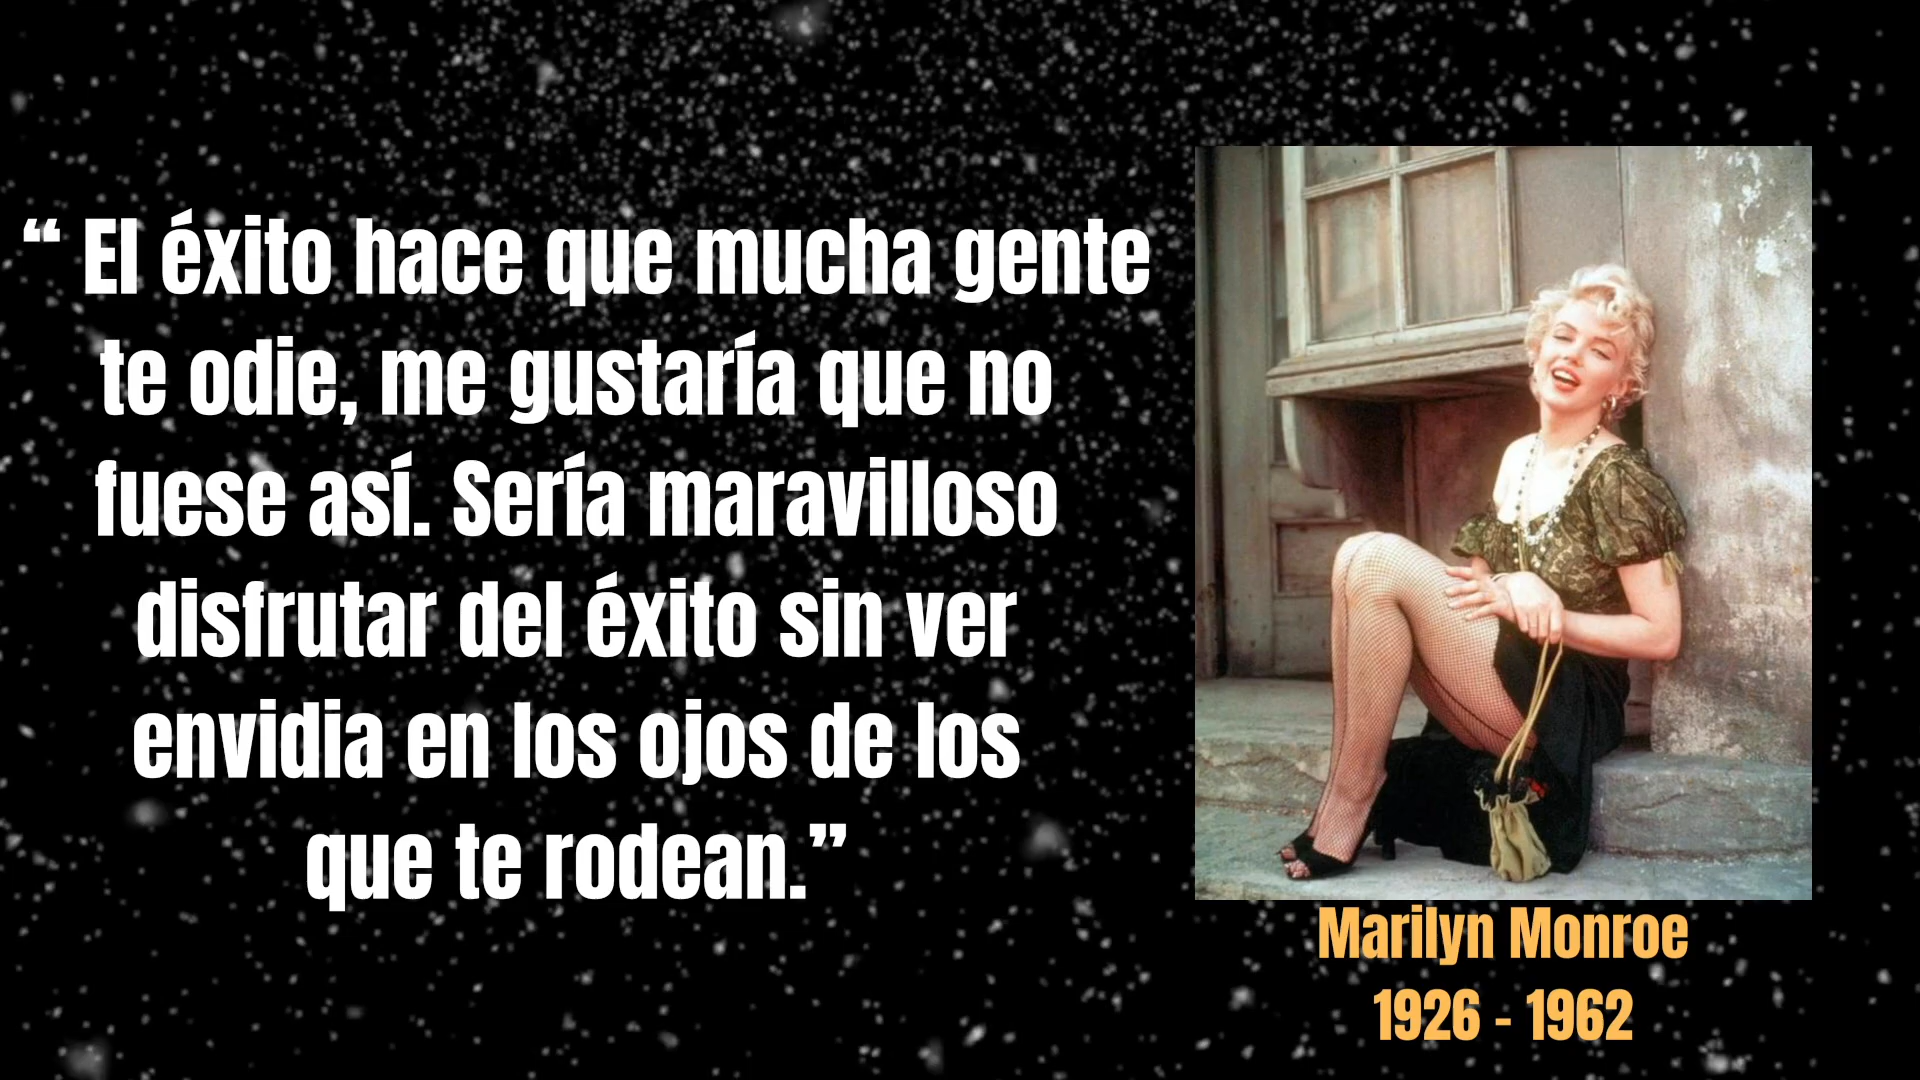 “ El éxito hace que mucha gente
te odie, me gustaría que no
fuese así. Sería maravilloso
disfrutar del éxito sin ver
envidia en los ojos de los
que te rodean.”
Marilyn Monroe
1926 - 1962